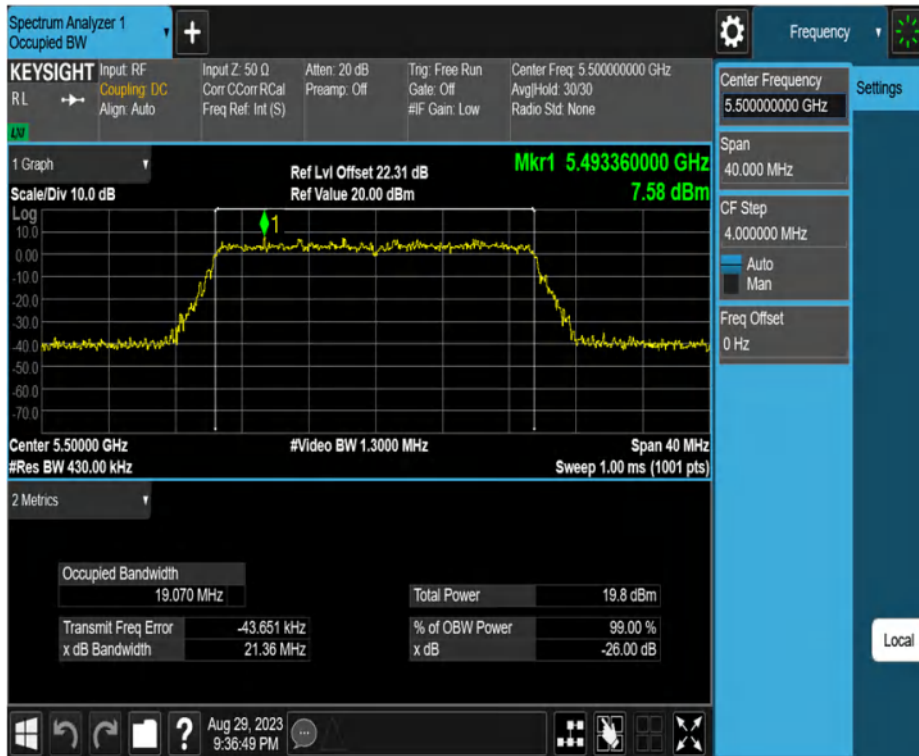 Spectrum Analyzer 1
Occupied BW
+
Frequency
KEYSIGHT
RL
LXI
Input: RF
Coupling: DC
Align: Auto
Input Z: 50 Ω
Corr CCorr RCal
Freq Ref: Int (S)
Atten: 20 dB
Preamp: Off
Trig: Free Run
Gate: Off
#IF Gain: Low
Center Freq: 5.500000000 GHz
Avg|Hold: 30/30
Radio Std: None
Center Frequency
5.500000000 GHz
Settings
Span
40.000 MHz
CF Step
4.000000 MHz
Auto
Man
Freq Offset
0 Hz
Local
1 Graph
Scale/Div 10.0 dB
Ref Lvl Offset 22.31 dB
Ref Value 20.00 dBm
Mkr1 5.493360000 GHz
7.58 dBm
Log
1
10.0
0.00
-10.0
-20.0
-30.0
-40.0
-50.0
-60.0
-70.0
Center 5.50000 GHz
#Video BW 1.3000 MHz
Span 40 MHz
#Res BW 430.00 kHz
Sweep 1.00 ms (1001 pts)
2 Metrics
Occupied Bandwidth
19.070 MHz
Total Power 19.8 dBm
Transmit Freq Error -43.651 kHz
% of OBW Power 99.00 %
x dB Bandwidth 21.36 MHz
x dB -26.00 dB
?
Aug 29, 2023
9:36:49 PM